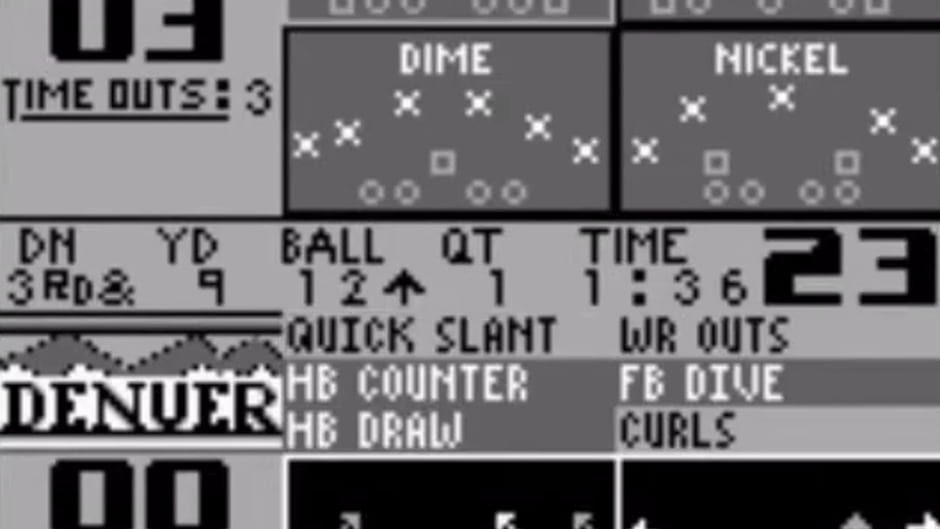 03
DIME NICKEL
TIME OUTS: 3
DN YD BALL QT TIME 23
3RD& 9 12↑ 1 1:36
QUICK SLANT WR OUTS
DENVER HB COUNTER FB DIVE
HB DRAW CURLS
00